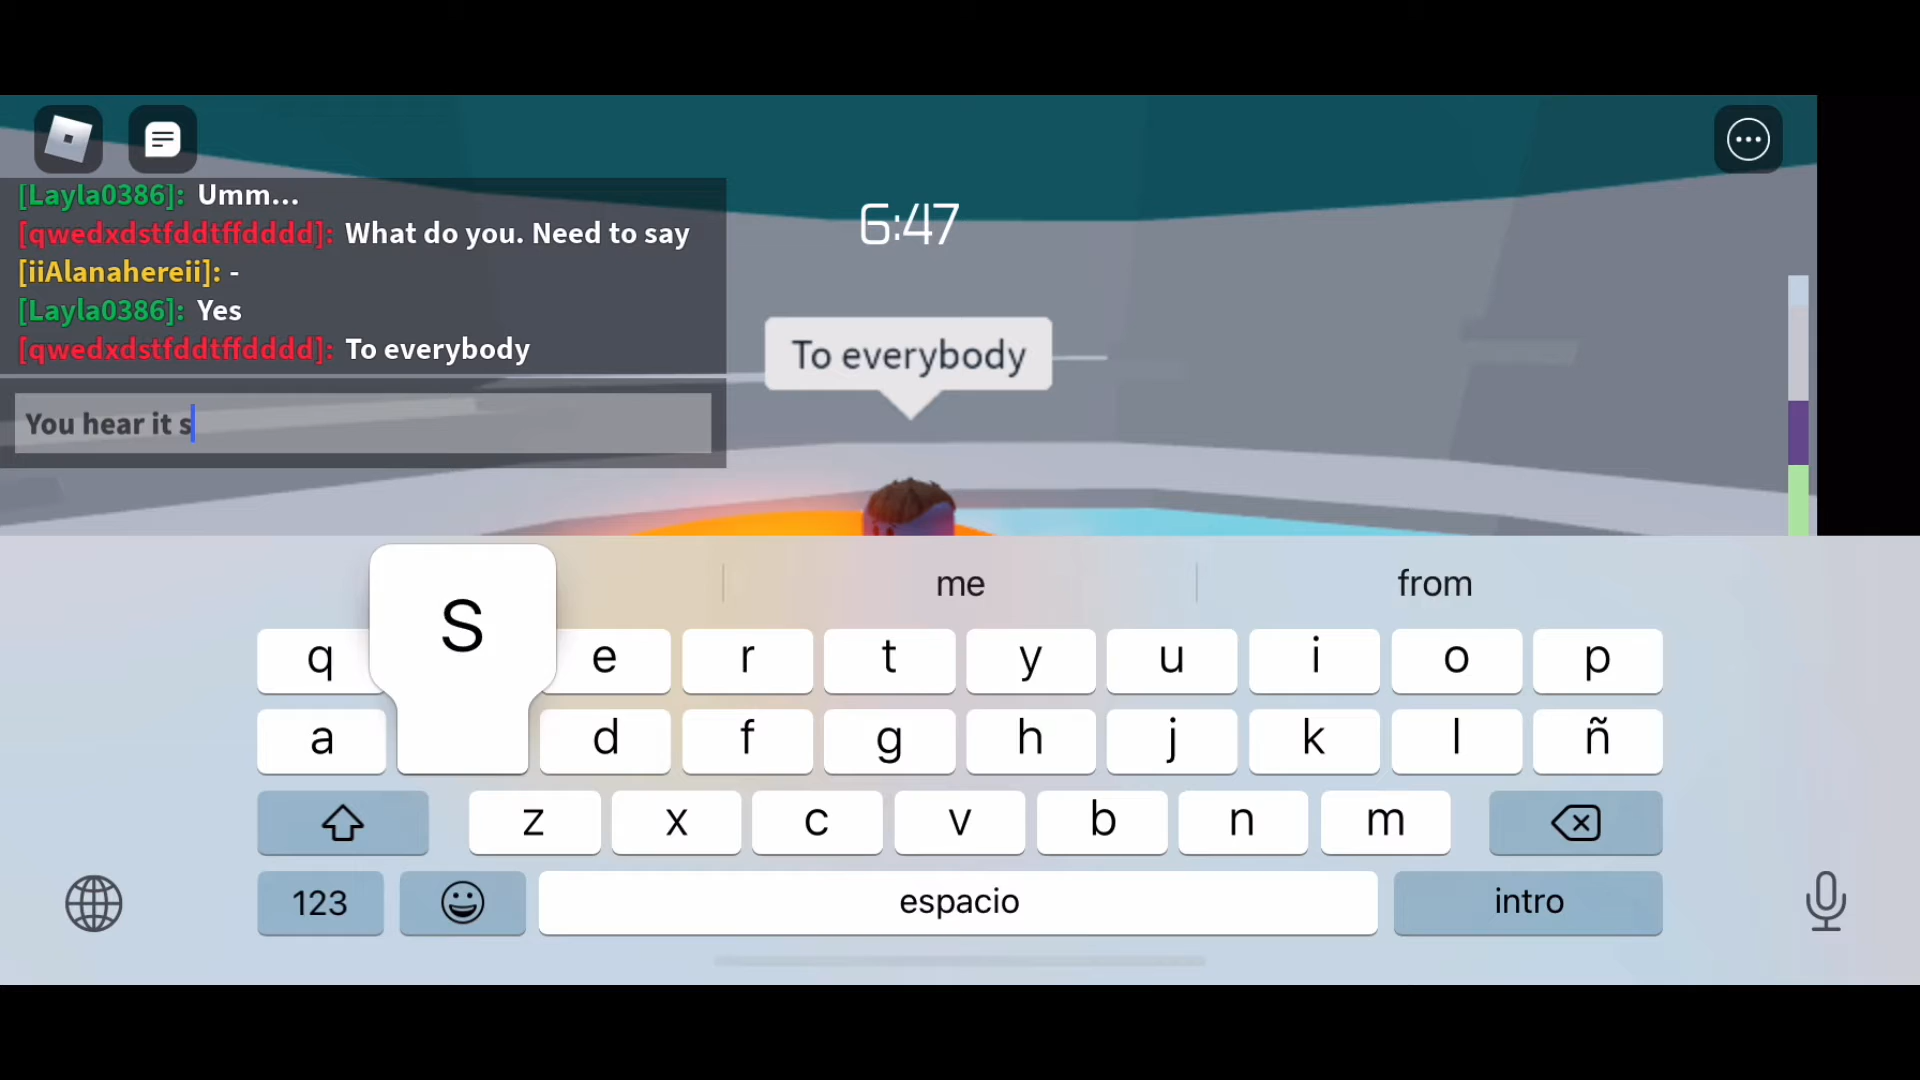 [Layla0386]: Umm...
[qwedxdstfddtffdddd]: What do you. Need to say
[iiAlanahereii]: -
[Layla0386]: Yes
[qwedxdstfddtffdddd]: To everybody
You hear it s
6:47
To everybody
me from
S
q e r t y u i o p
a d f g h j k l ñ
z x c v b n m
123 espacio intro